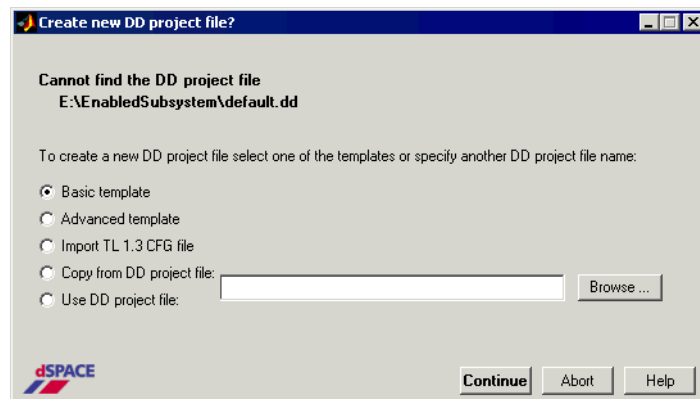 Create new DD project file?
Cannot find the DD project file
E:\EnabledSubsystem\default.dd
To create a new DD project file select one of the templates or specify another DD project file name:
Basic template
Advanced template
Import TL 1.3 CFG file
Copy from DD project file:
Browse ...
Use DD project file:
dSPACE
Continue Abort Help